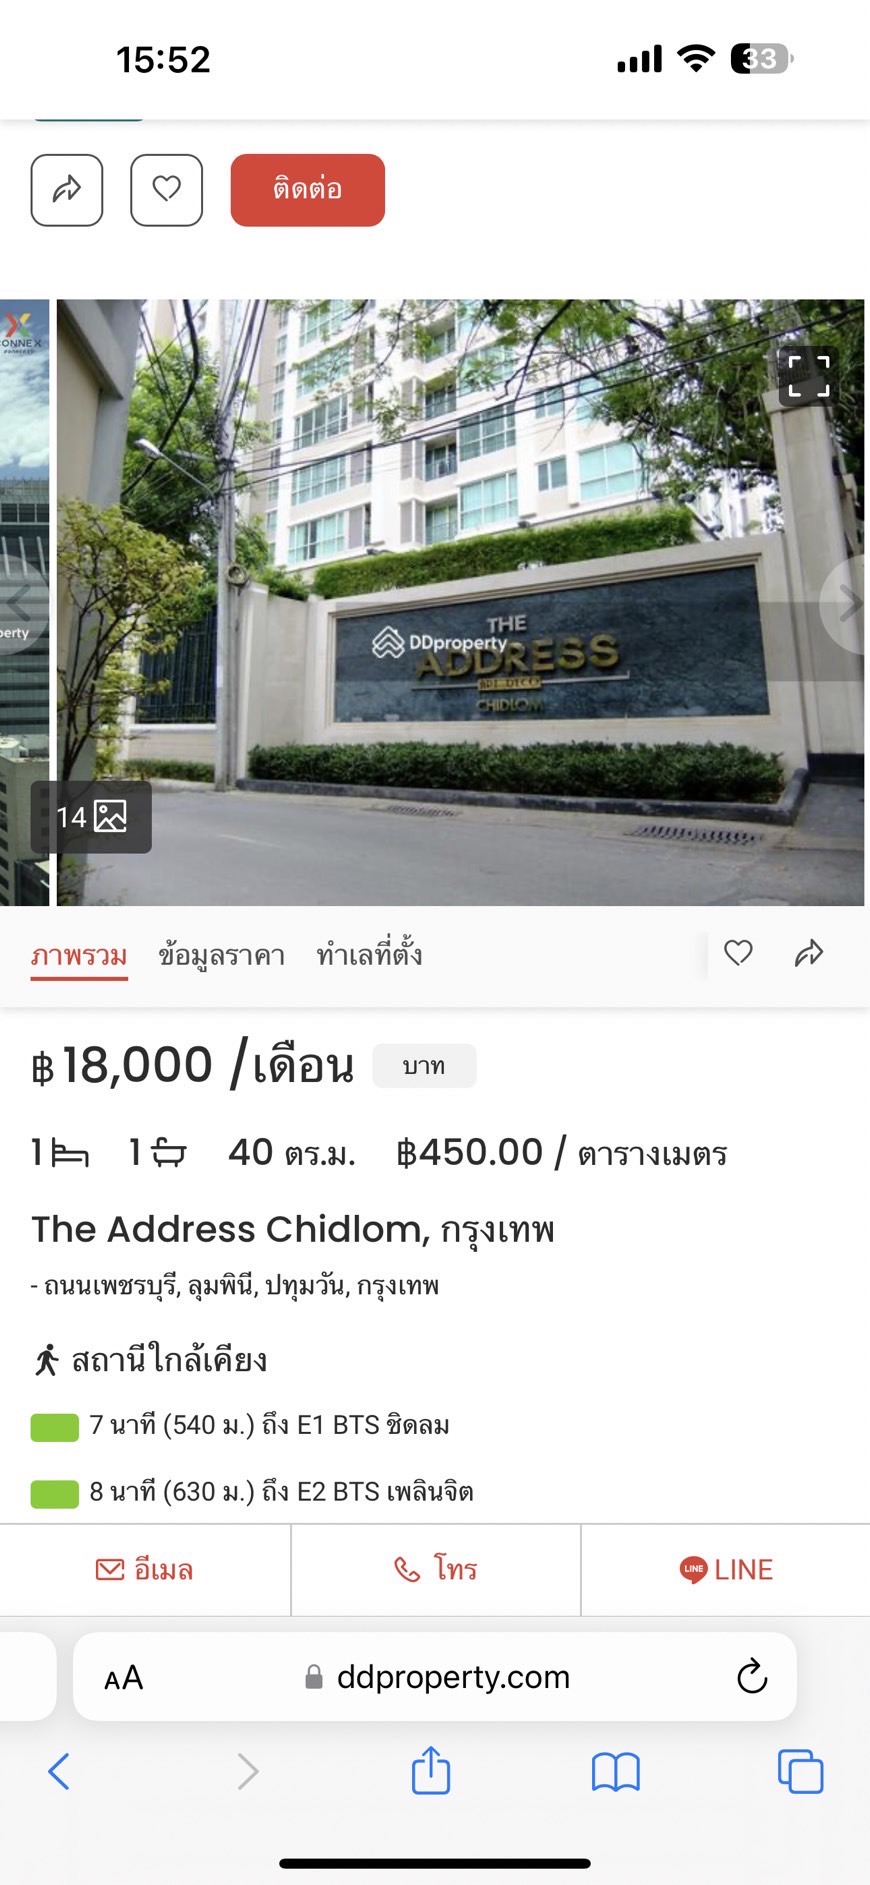 15:52
33
ติดต่อ
CONNEX
PROPERTY
THE
DDproperty
ADDRESS
ART DECO
CHIDLOM
perty
14
ภาพรวม ข้อมูลราคา ทำเลที่ตั้ง
฿18,000 /เดือน บาท
1 1 40 ตร.ม. ฿450.00 / ตารางเมตร
The Address Chidlom, กรุงเทพ
- ถนนเพชรบุรี, ลุมพินี, ปทุมวัน, กรุงเทพ
สถานีใกล้เคียง
7 นาที (540 ม.) ถึง E1 BTS ชิดลม
8 นาที (630 ม.) ถึง E2 BTS เพลินจิต
อีเมล โทร LINE LINE
AA ddproperty.com